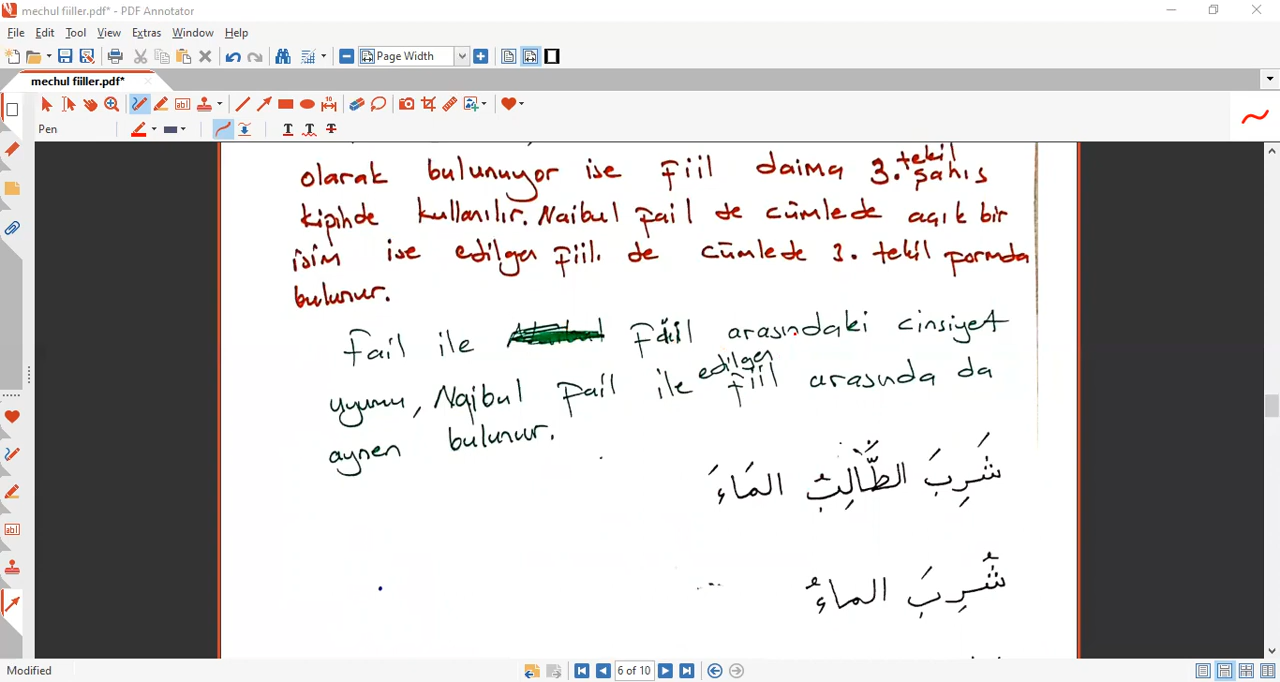 mechul fiiller.pdf* - PDF Annotator
File Edit Tool View Extras Window Help
Page Width
mechul fiiller.pdf*
Pen
olarak bulunuyor ise fiil daima 3. tekil şahıs
kipinde kullanılır. Naibul fail de cümlede açık bir
isim ise edilgen fiil de cümlede 3. tekil formda
bulunur.
Fail ile fiil arasındaki cinsiyet
uyumu, Naibul fail ile edilgen fiil arasında da
aynen bulunur.
شَرِبَ الطَّالِبُ المَاءَ
شُرِبَ الماءُ
Modified
6 of 10